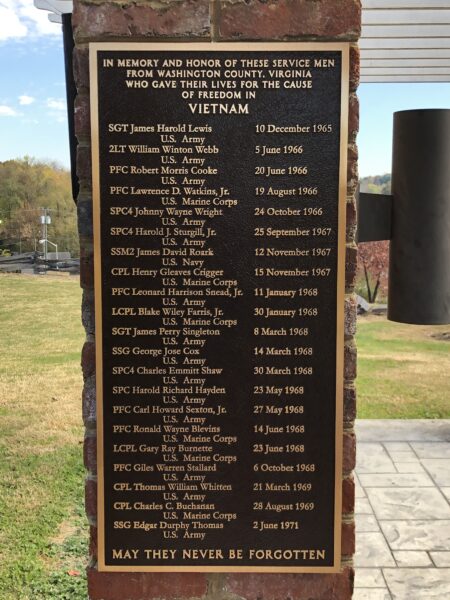 IN MEMORY AND HONOR OF THESE SERVICE MEN
FROM WASHINGTON COUNTY, VIRGINIA
WHO GAVE THEIR LIVES FOR THE CAUSE
OF FREEDOM IN
VIETNAM
SGT James Harold Lewis 10 December 1965
U.S. Army
2LT William Winton Webb 5 June 1966
U.S. Army
PFC Robert Morris Cooke 20 June 1966
U.S. Army
PFC Lawrence D. Watkins, Jr. 19 August 1966
U.S. Marine Corps
SPC4 Johnny Wayne Wright 24 October 1966
U.S. Army
SPC4 Harold J. Sturgill, Jr. 25 September 1967
U.S. Army
SSM2 James David Roark 12 November 1967
U.S. Navy
CPL Henry Gleaves Crigger 15 November 1967
U.S. Marine Corps
PFC Leonard Harrison Snead, Jr. 11 January 1968
U.S. Army
LCPL Blake Wiley Farris, Jr. 30 January 1968
U.S. Marine Corps
SGT James Perry Singleton 8 March 1968
U.S. Army
SSG George Jose Cox 14 March 1968
U.S. Army
SPC4 Charles Emmitt Shaw 30 March 1968
U.S. Army
SPC Harold Richard Hayden 23 May 1968
U.S. Army
PFC Carl Howard Sexton, Jr. 27 May 1968
U.S. Army
PFC Ronald Wayne Blevins 14 June 1968
U.S. Marine Corps
LCPL Gary Ray Burnette 23 June 1968
U.S. Marine Corps
PFC Giles Warren Stallard 6 October 1968
U.S. Army
CPL Thomas William Whitten 21 March 1969
U.S. Army
CPL Charles C. Buchanan 28 August 1969
U.S. Marine Corps
SSG Edgar Durphy Thomas 2 June 1971
U.S. Army
MAY THEY NEVER BE FORGOTTEN